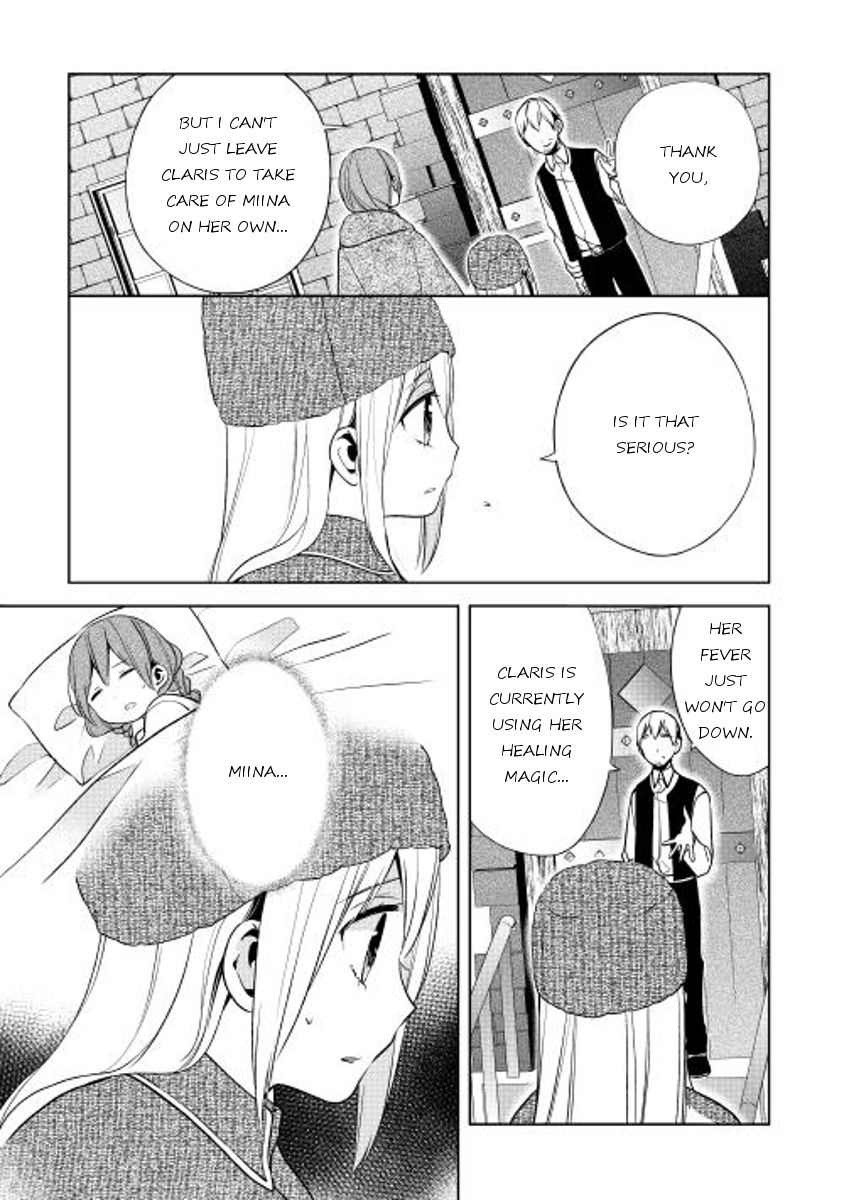 THANK
YOU,
BUT I CAN'T
JUST LEAVE
CLARIS TO TAKE
CARE OF MIINA
ON HER OWN...
IS IT THAT
SERIOUS?
HER
FEVER
JUST
WON'T GO
DOWN.
CLARIS IS
CURRENTLY
USING HER
HEALING
MAGIC...
MIINA...